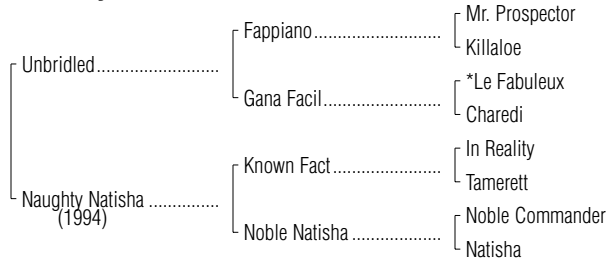 Mr. Prospector
Fappiano
Killaloe
Unbridled
*Le Fabuleux
Gana Facil
Charedi
In Reality
Known Fact
Tamerett
Naughty Natisha
(1994)
Noble Commander
Noble Natisha
Natisha